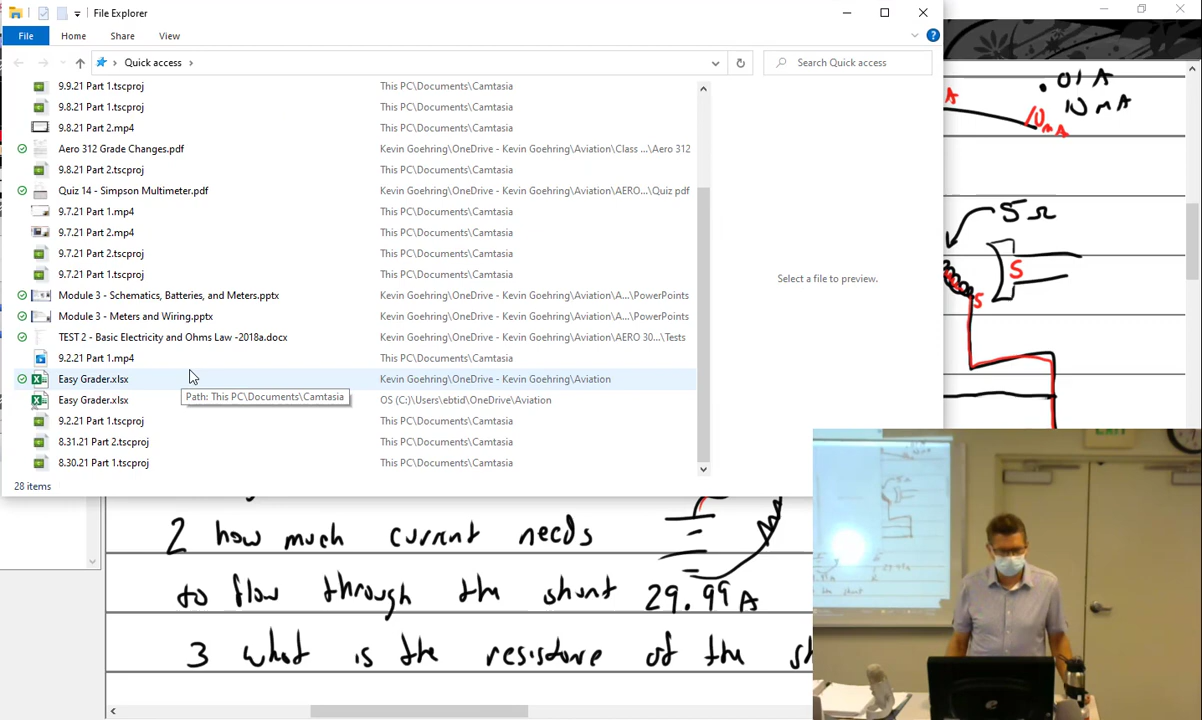 File Explorer
File Home Share View
Quick access
Search Quick access
9.9.21 Part 1.tscproj This PC\Documents\Camtasia
9.8.21 Part 1.tscproj This PC\Documents\Camtasia
9.8.21 Part 2.mp4 This PC\Documents\Camtasia
Aero 312 Grade Changes.pdf Kevin Goehring\OneDrive - Kevin Goehring\Aviation\Class ...\Aero 312
9.8.21 Part 2.tscproj This PC\Documents\Camtasia
Quiz 14 - Simpson Multimeter.pdf Kevin Goehring\OneDrive - Kevin Goehring\Aviation\AERO...\Quiz pdf
9.7.21 Part 1.mp4 This PC\Documents\Camtasia
9.7.21 Part 2.mp4 This PC\Documents\Camtasia
9.7.21 Part 2.tscproj This PC\Documents\Camtasia
9.7.21 Part 1.tscproj This PC\Documents\Camtasia
Module 3 - Schematics, Batteries, and Meters.pptx Kevin Goehring\OneDrive - Kevin Goehring\Aviation\A...\PowerPoints
Module 3 - Meters and Wiring.pptx Kevin Goehring\OneDrive - Kevin Goehring\Aviation\A...\PowerPoints
TEST 2 - Basic Electricity and Ohms Law -2018a.docx Kevin Goehring\OneDrive - Kevin Goehring\Aviation\AERO 30...\Tests
9.2.21 Part 1.mp4 This PC\Documents\Camtasia
Easy Grader.xlsx Kevin Goehring\OneDrive - Kevin Goehring\Aviation
Path: This PC\Documents\Camtasia
Easy Grader.xlsx OS (C:)\Users\ebtid\OneDrive\Aviation
9.2.21 Part 1.tscproj This PC\Documents\Camtasia
8.31.21 Part 2.tscproj This PC\Documents\Camtasia
8.30.21 Part 1.tscproj This PC\Documents\Camtasia
28 items
Select a file to preview.
.01 A
A 10 mA
10 mA
5 Ω
S
S
2 how much current needs
to flow through the shunt 29.99 A
3 what is the resistance of the sh
EXIT